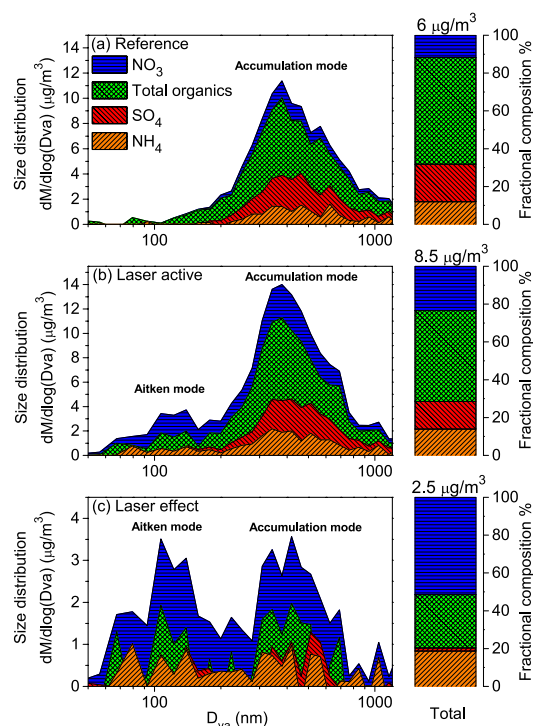 6 μg/m³
(a) Reference
NO₃
Total organics
SO₄
NH₄
Accumulation mode
Size distribution
dM/dlog(Dva) (μg/m³)
14
12
10
8
6
4
2
0
100
1000
100
80
60
40
20
0
Fractional composition %
8.5 μg/m³
(b) Laser active
Accumulation mode
Aitken mode
Size distribution
dM/dlog(Dva) (μg/m³)
14
12
10
8
6
4
2
0
100
1000
100
80
60
40
20
0
Fractional composition %
2.5 μg/m³
(c) Laser effect
Aitken mode
Accumulation mode
Size distribution
dM/dlog(Dva) (μg/m³)
4
3
2
1
0
100
1000
D_va (nm)
100
80
60
40
20
0
Fractional composition %
Total